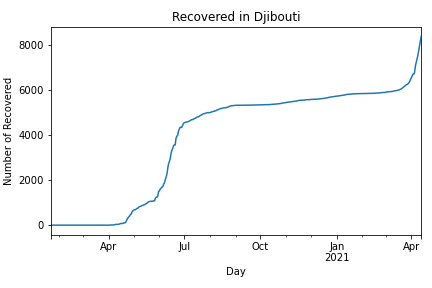 Recovered in Djibouti
Number of Recovered
8000
6000
4000
2000
0
Apr
Jul
Oct
Jan
2021
Apr
Day